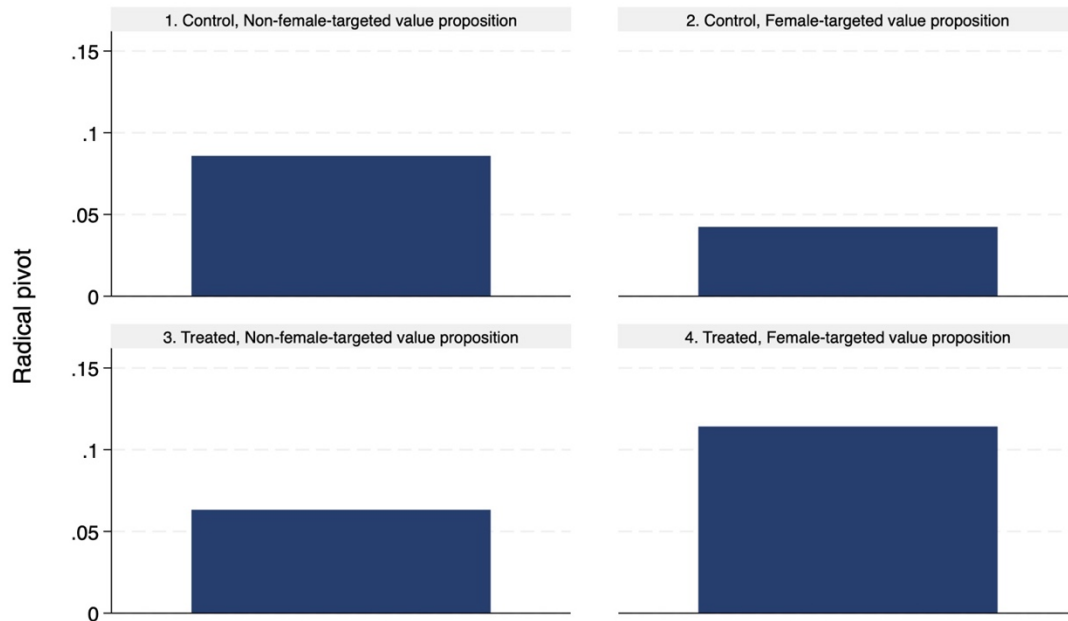 1. Control, Non-female-targeted value proposition
2. Control, Female-targeted value proposition
.15
.1
.05
0
3. Treated, Non-female-targeted value proposition
4. Treated, Female-targeted value proposition
.15
.1
.05
0
Radical pivot